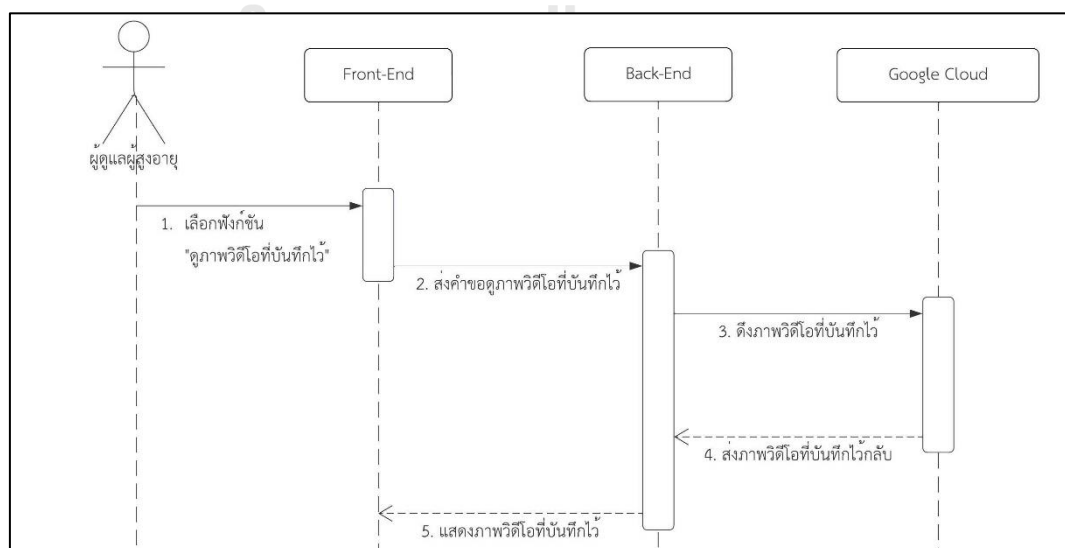 Front-End
Back-End
Google Cloud
ผู้ดูแลผู้สูงอายุ
1. เลือกฟังก์ชัน
"ดูภาพวิดีโอที่บันทึกไว้"
2. ส่งคำขอดูภาพวิดีโอที่บันทึกไว้
3. ดึงภาพวิดีโอที่บันทึกไว้
4. ส่งภาพวิดีโอที่บันทึกไว้กลับ
5. แสดงภาพวิดีโอที่บันทึกไว้